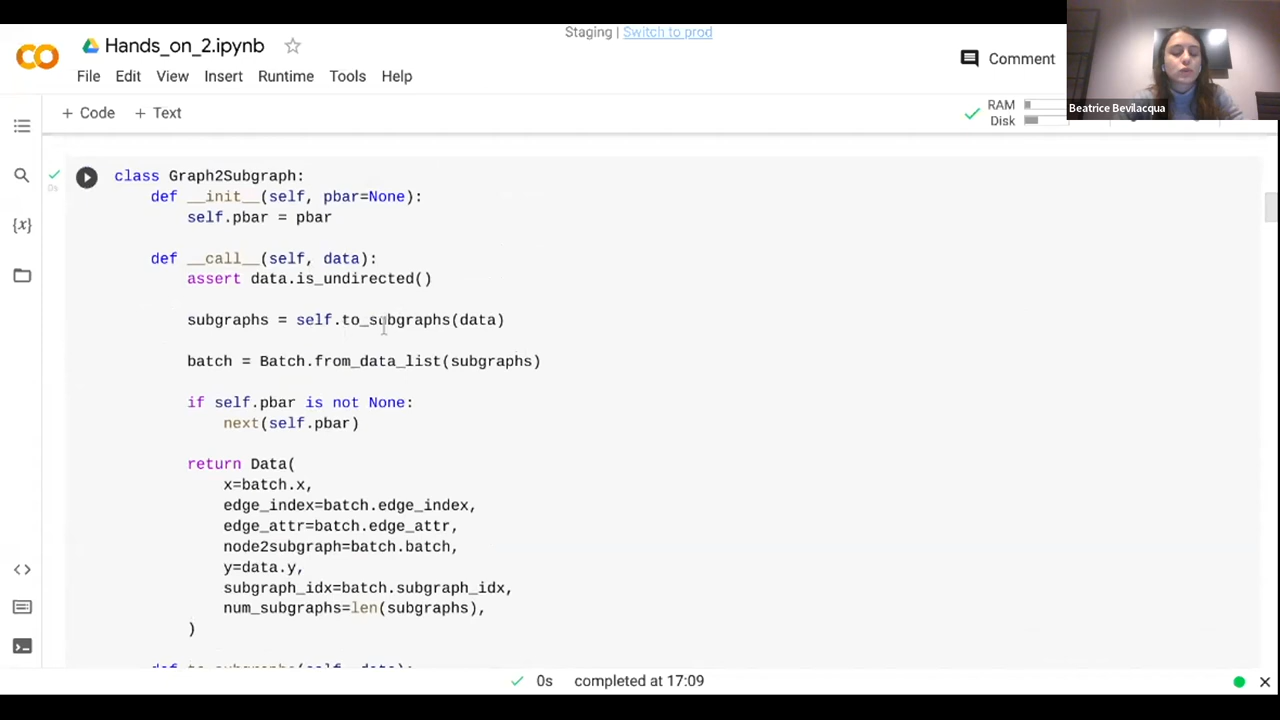 Staging | Switch to prod
Hands_on_2.ipynb
File Edit View Insert Runtime Tools Help
Comment
Beatrice Bevilacqua
+ Code + Text
RAM
Disk
0s
class Graph2Subgraph:
def __init__(self, pbar=None):
self.pbar = pbar
def __call__(self, data):
assert data.is_undirected()
subgraphs = self.to_subgraphs(data)
batch = Batch.from_data_list(subgraphs)
if self.pbar is not None:
next(self.pbar)
return Data(
x=batch.x,
edge_index=batch.edge_index,
edge_attr=batch.edge_attr,
node2subgraph=batch.batch,
y=data.y,
subgraph_idx=batch.subgraph_idx,
num_subgraphs=len(subgraphs),
)
def to_subgraphs(self, data):
0s completed at 17:09